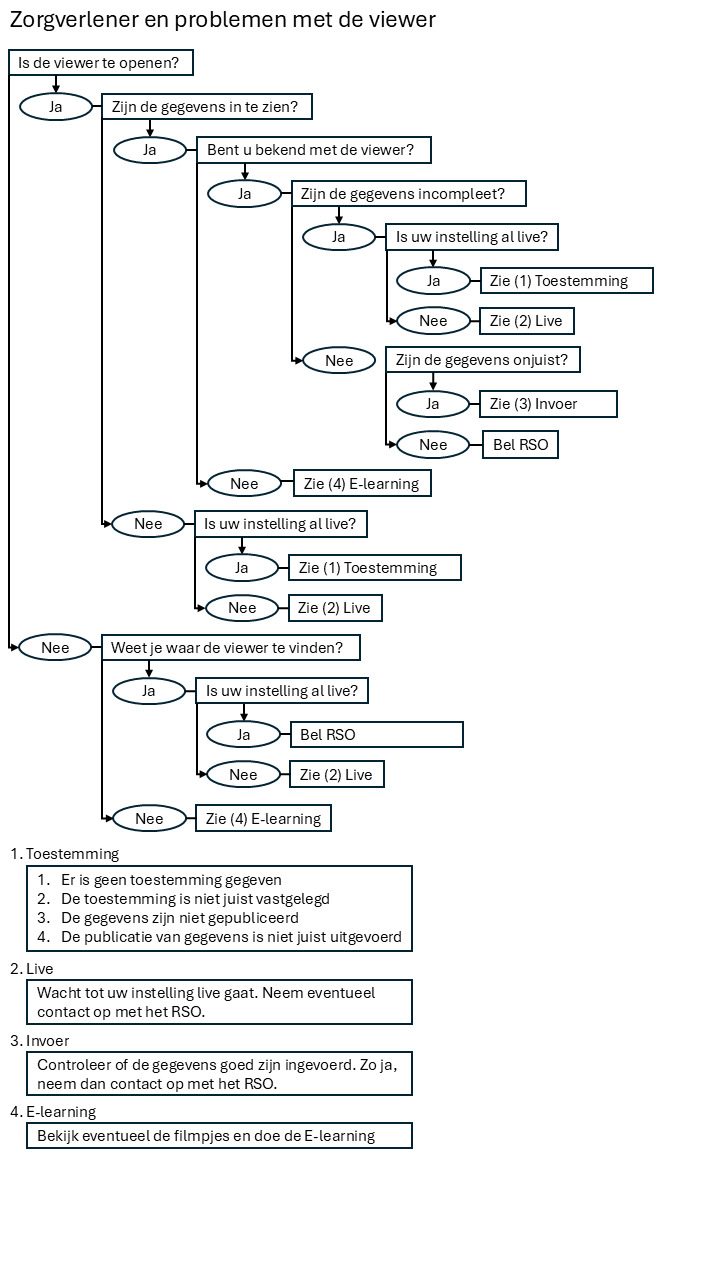 Zorgverlener en problemen met de viewer
Is de viewer te openen?
Ja
Zijn de gegevens in te zien?
Ja
Bent u bekend met de viewer?
Ja
Zijn de gegevens incompleet?
Ja
Is uw instelling al live?
Ja
Zie (1) Toestemming
Nee
Zie (2) Live
Nee
Zijn de gegevens onjuist?
Ja
Zie (3) Invoer
Nee
Bel RSO
Nee
Zie (4) E-learning
Nee
Is uw instelling al live?
Ja
Zie (1) Toestemming
Nee
Zie (2) Live
Nee
Weet je waar de viewer te vinden?
Ja
Is uw instelling al live?
Ja
Bel RSO
Nee
Zie (2) Live
Nee
Zie (4) E-learning
1. Toestemming
1. Er is geen toestemming gegeven
2. De toestemming is niet juist vastgelegd
3. De gegevens zijn niet gepubliceerd
4. De publicatie van gegevens is niet juist uitgevoerd
2. Live
Wacht tot uw instelling live gaat. Neem eventueel
contact op met het RSO.
3. Invoer
Controleer of de gegevens goed zijn ingevoerd. Zo ja,
neem dan contact op met het RSO.
4. E-learning
Bekijk eventueel de filmpjes en doe de E-learning